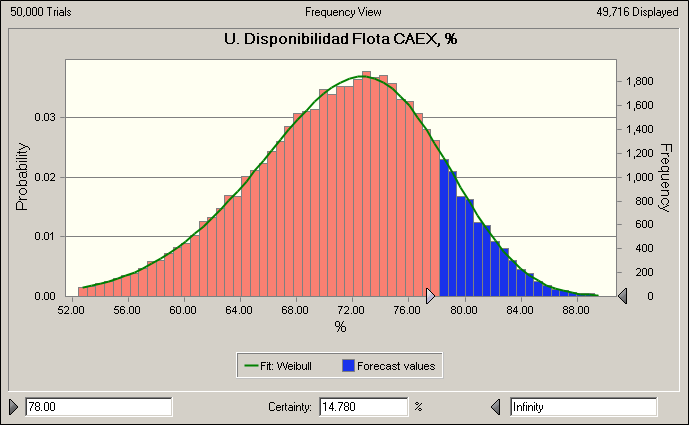 50,000 Trials Frequency View 49,716 Displayed
U. Disponibilidad Flota CAEX, %
Probability
0.03
0.02
0.01
0.00
1,800
1,600
1,400
1,200
1,000
800
600
400
200
0
Frequency
52.00 56.00 60.00 64.00 68.00 72.00 76.00 80.00 84.00 88.00
%
Fit: Weibull Forecast values
78.00 Certainty: 14.780 % Infinity